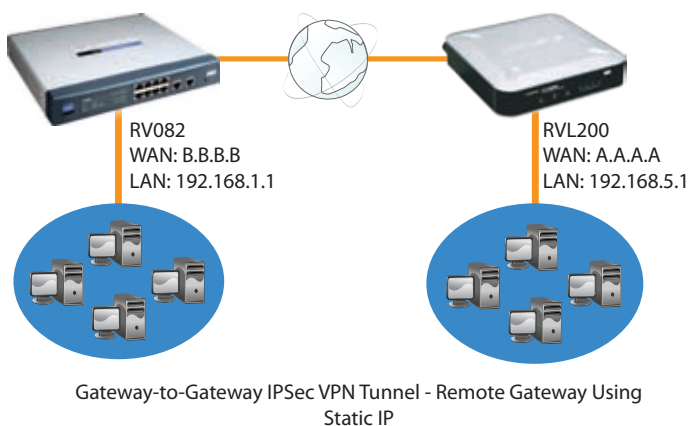 RV082
WAN: B.B.B.B
LAN: 192.168.1.1
RVL200
WAN: A.A.A.A
LAN: 192.168.5.1
Gateway-to-Gateway IPSec VPN Tunnel - Remote Gateway Using
Static IP